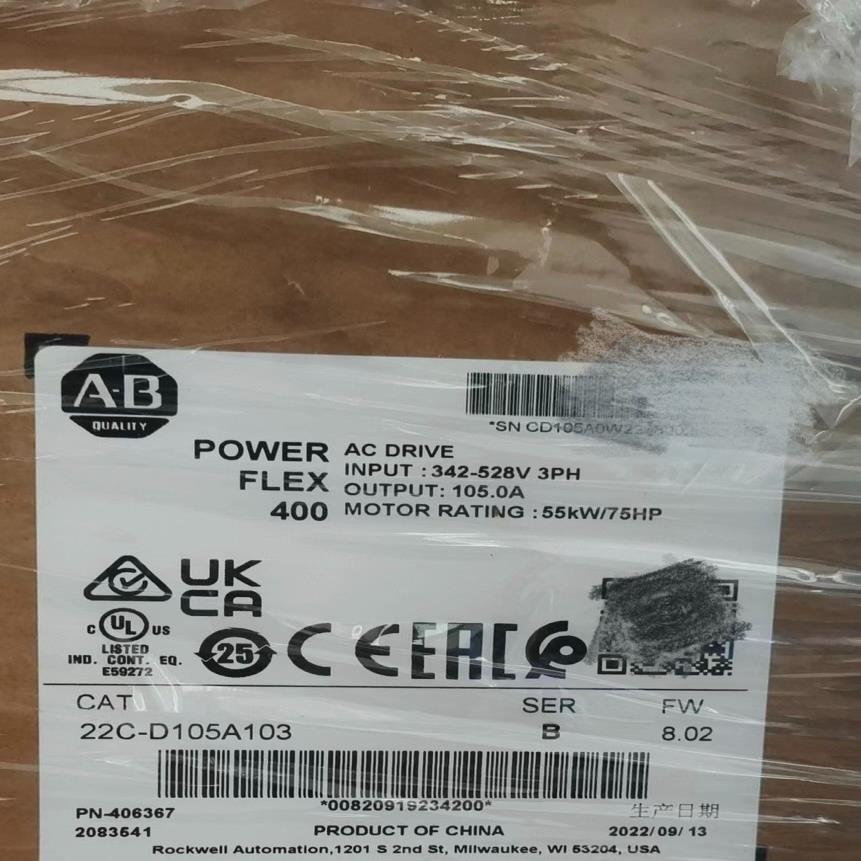 A-B
QUALITY
*SN CD105A0W2
POWER
FLEX
400
AC DRIVE
INPUT : 342-528V 3PH
OUTPUT: 105.0A
MOTOR RATING : 55kW/75HP
UK
CA
C UL US
LISTED
IND. CONT. EQ.
E59272
25
CE
EAC
CAT
22C-D105A103
SER
B
FW
8.02
*00820919234200*
PN-406367
2083541
PRODUCT OF CHINA
生产日期
2022/09/13
Rockwell Automation,1201 S 2nd St, Milwaukee, WI 53204, USA